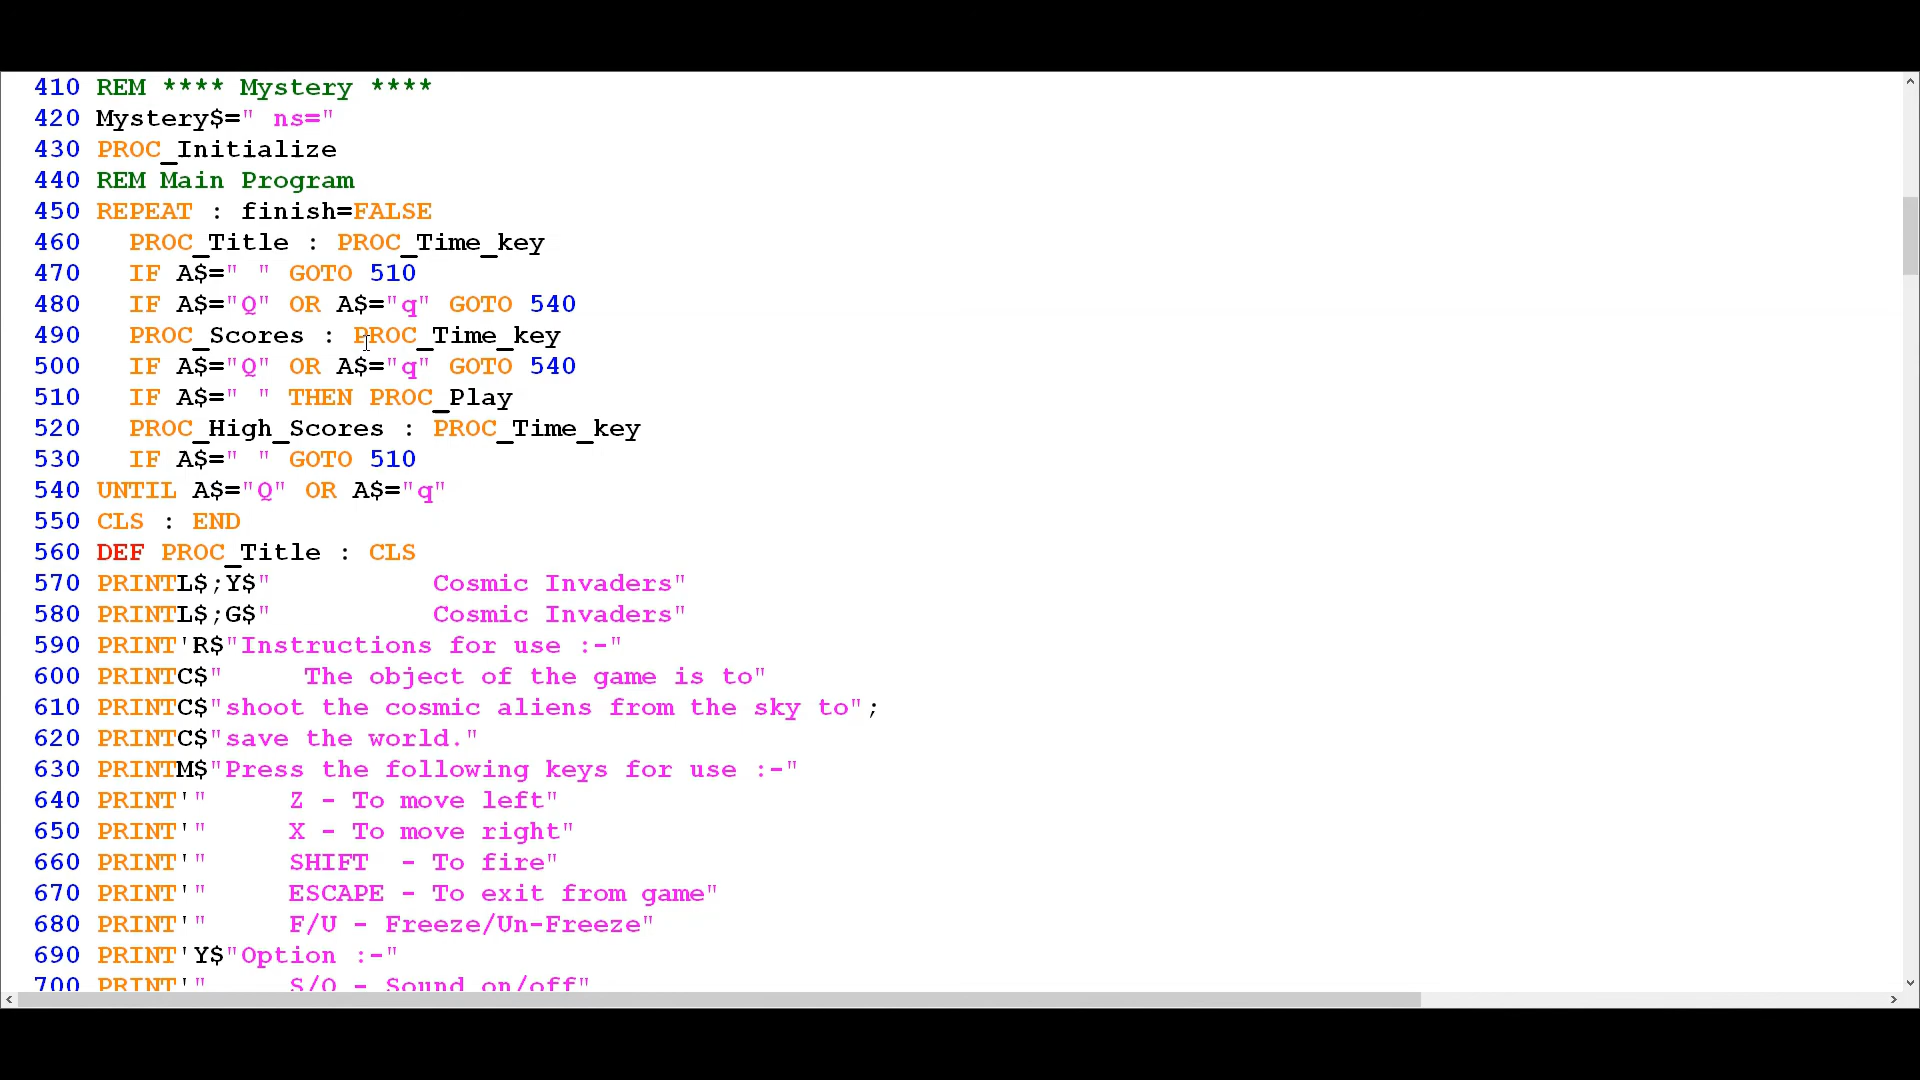 410 REM **** Mystery ****
420 Mystery$=" ns="
430 PROC_Initialize
440 REM Main Program
450 REPEAT : finish=FALSE
460   PROC_Title : PROC_Time_key
470   IF A$=" " GOTO 510
480   IF A$="Q" OR A$="q" GOTO 540
490   PROC_Scores : PROC_Time_key
500   IF A$="Q" OR A$="q" GOTO 540
510   IF A$=" " THEN PROC_Play
520   PROC_High_Scores : PROC_Time_key
530   IF A$=" " GOTO 510
540 UNTIL A$="Q" OR A$="q"
550 CLS : END
560 DEF PROC_Title : CLS
570 PRINTL$;Y$"          Cosmic Invaders"
580 PRINTL$;G$"          Cosmic Invaders"
590 PRINT'R$"Instructions for use :-"
600 PRINTC$"     The object of the game is to"
610 PRINTC$"shoot the cosmic aliens from the sky to";
620 PRINTC$"save the world."
630 PRINTM$"Press the following keys for use :-"
640 PRINT'"     Z - To move left"
650 PRINT'"     X - To move right"
660 PRINT'"     SHIFT  - To fire"
670 PRINT'"     ESCAPE - To exit from game"
680 PRINT'"     F/U - Freeze/Un-Freeze"
690 PRINT'Y$"Option :-"
700 PRINT'"     S/Q - Sound on/off"